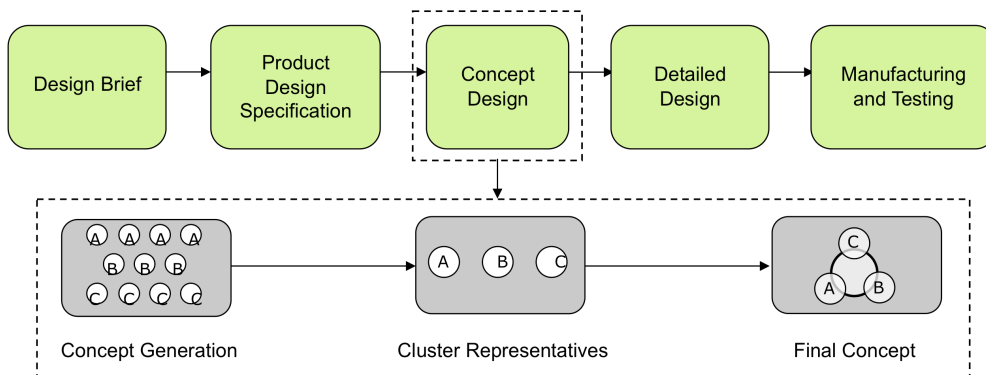 Design Brief
Product
Design
Specification
Concept
Design
Detailed
Design
Manufacturing
and Testing
A A A A
B B B
C C C C
A B C
C
A B
Concept Generation
Cluster Representatives
Final Concept